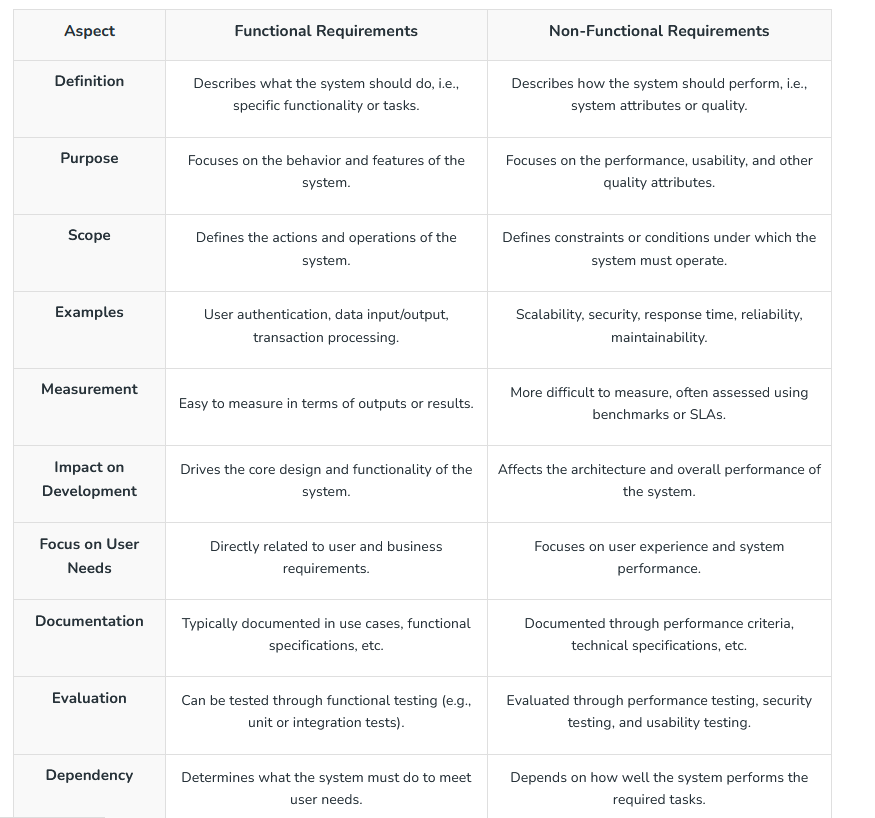 Aspect
Functional Requirements
Non-Functional Requirements
Definition
Describes what the system should do, i.e.,
specific functionality or tasks.
Describes how the system should perform, i.e.,
system attributes or quality.
Purpose
Focuses on the behavior and features of the
system.
Focuses on the performance, usability, and other
quality attributes.
Scope
Defines the actions and operations of the
system.
Defines constraints or conditions under which the
system must operate.
Examples
User authentication, data input/output,
transaction processing.
Scalability, security, response time, reliability,
maintainability.
Measurement
Easy to measure in terms of outputs or results.
More difficult to measure, often assessed using
benchmarks or SLAs.
Impact on
Development
Drives the core design and functionality of the
system.
Affects the architecture and overall performance of
the system.
Focus on User
Needs
Directly related to user and business
requirements.
Focuses on user experience and system
performance.
Documentation
Typically documented in use cases, functional
specifications, etc.
Documented through performance criteria,
technical specifications, etc.
Evaluation
Can be tested through functional testing (e.g.,
unit or integration tests).
Evaluated through performance testing, security
testing, and usability testing.
Dependency
Determines what the system must do to meet
user needs.
Depends on how well the system performs the
required tasks.